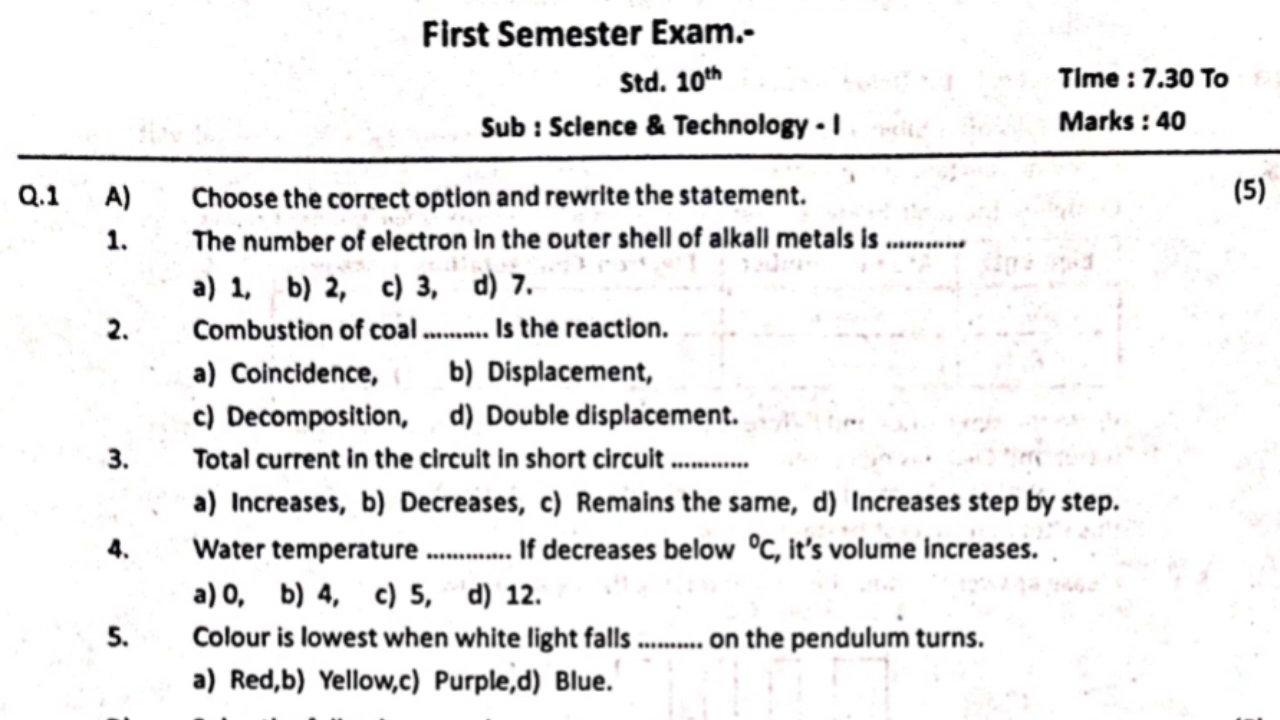 First Semester Exam.-
Std. 10th
Time : 7.30 To
Sub : Science & Technology - I
Marks : 40
Q.1 A) Choose the correct option and rewrite the statement. (5)
1. The number of electron in the outer shell of alkali metals is ............
a) 1, b) 2, c) 3, d) 7.
2. Combustion of coal .......... Is the reaction.
a) Coincidence, b) Displacement,
c) Decomposition, d) Double displacement.
3. Total current in the circuit in short circuit ............
a) Increases, b) Decreases, c) Remains the same, d) Increases step by step.
4. Water temperature ............. If decreases below ⁰C, it's volume increases.
a) 0, b) 4, c) 5, d) 12.
5. Colour is lowest when white light falls .......... on the pendulum turns.
a) Red,b) Yellow,c) Purple,d) Blue.